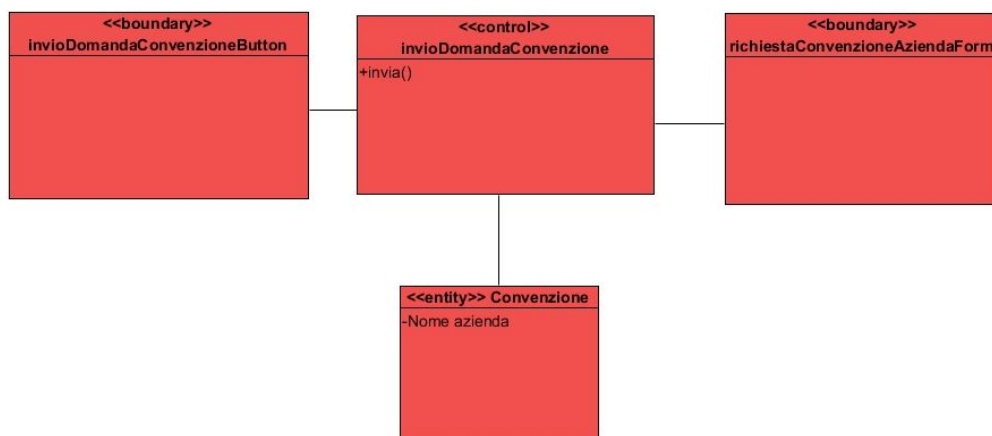 <<boundary>>
invioDomandaConvenzioneButton
<<control>>
invioDomandaConvenzione
+invia()
<<boundary>>
richiestaConvenzioneAziendaForm
<<entity>> Convenzione
-Nome azienda